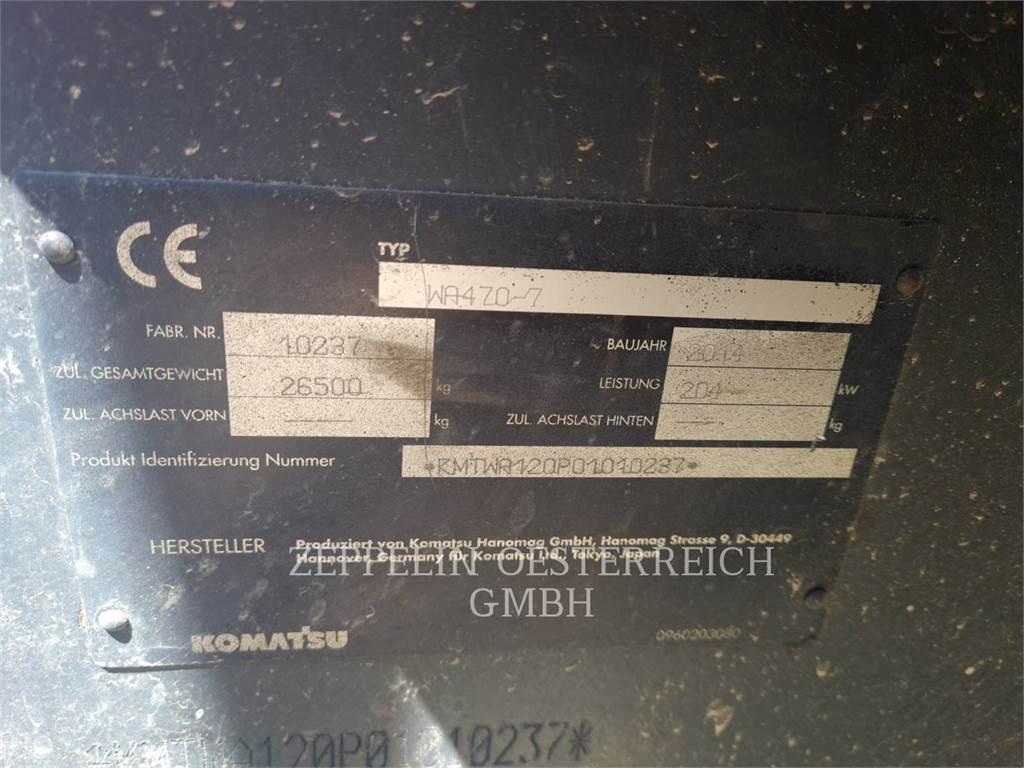 CE
TYP
WA470-7
FABR. NR. 10237 BAUJAHR 2014
ZUL. GESAMTGEWICHT 26500 kg LEISTUNG 204 kW
ZUL. ACHSLAST VORN — kg ZUL. ACHSLAST HINTEN — kg
Produkt Identifizierung Nummer *KMTWA120P01010237*
HERSTELLER Produziert von Komatsu Hanomag GmbH, Hanomag Strasse 9, D-30449
Hannover, Germany für Komatsu Ltd., Tokyo, Japan
ZEPPELIN OESTERREICH
GMBH
KOMATSU 0960203080
*KMTWA120P01010237*